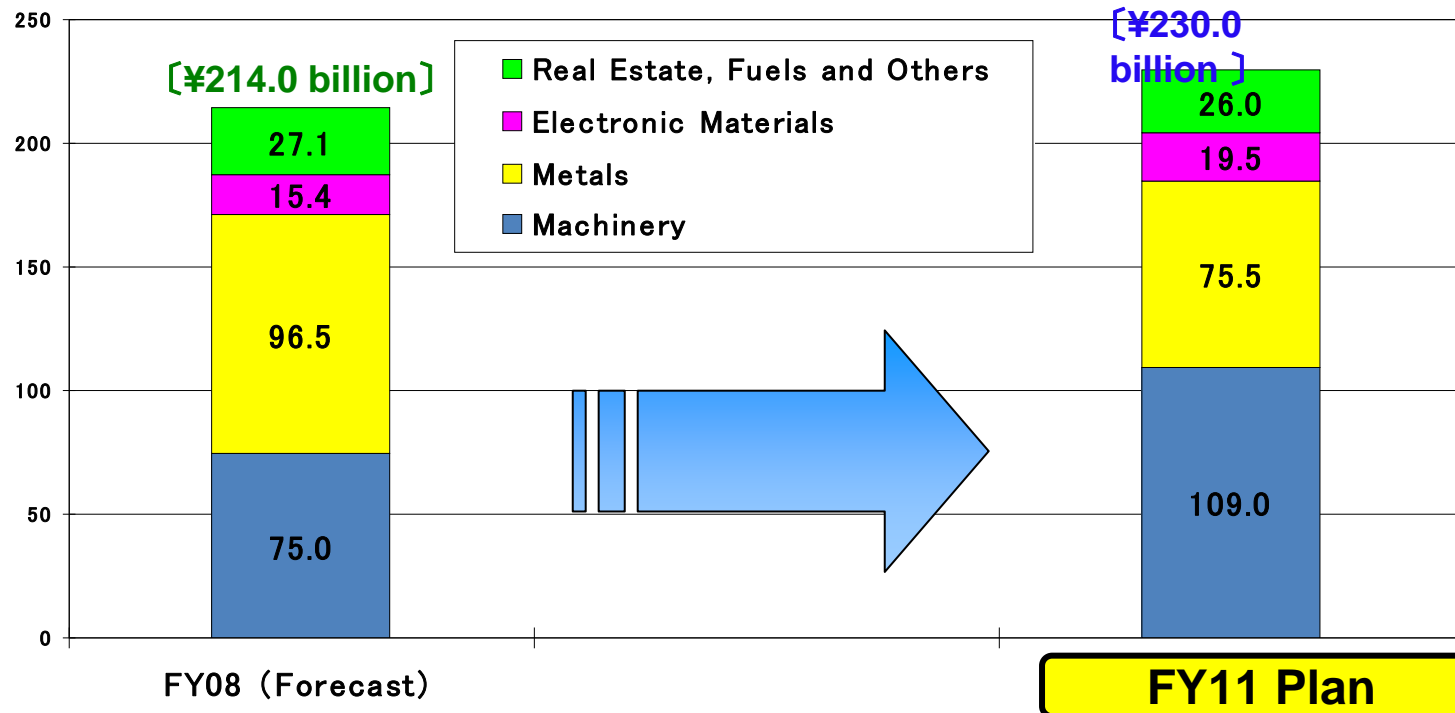 250
200
150
100
50
0
〔¥214.0 billion〕
27.1
15.4
96.5
75.0
Real Estate, Fuels and Others
Electronic Materials
Metals
Machinery
〔¥230.0
billion 〕
26.0
19.5
75.5
109.0
FY08 (Forecast)
FY11 Plan